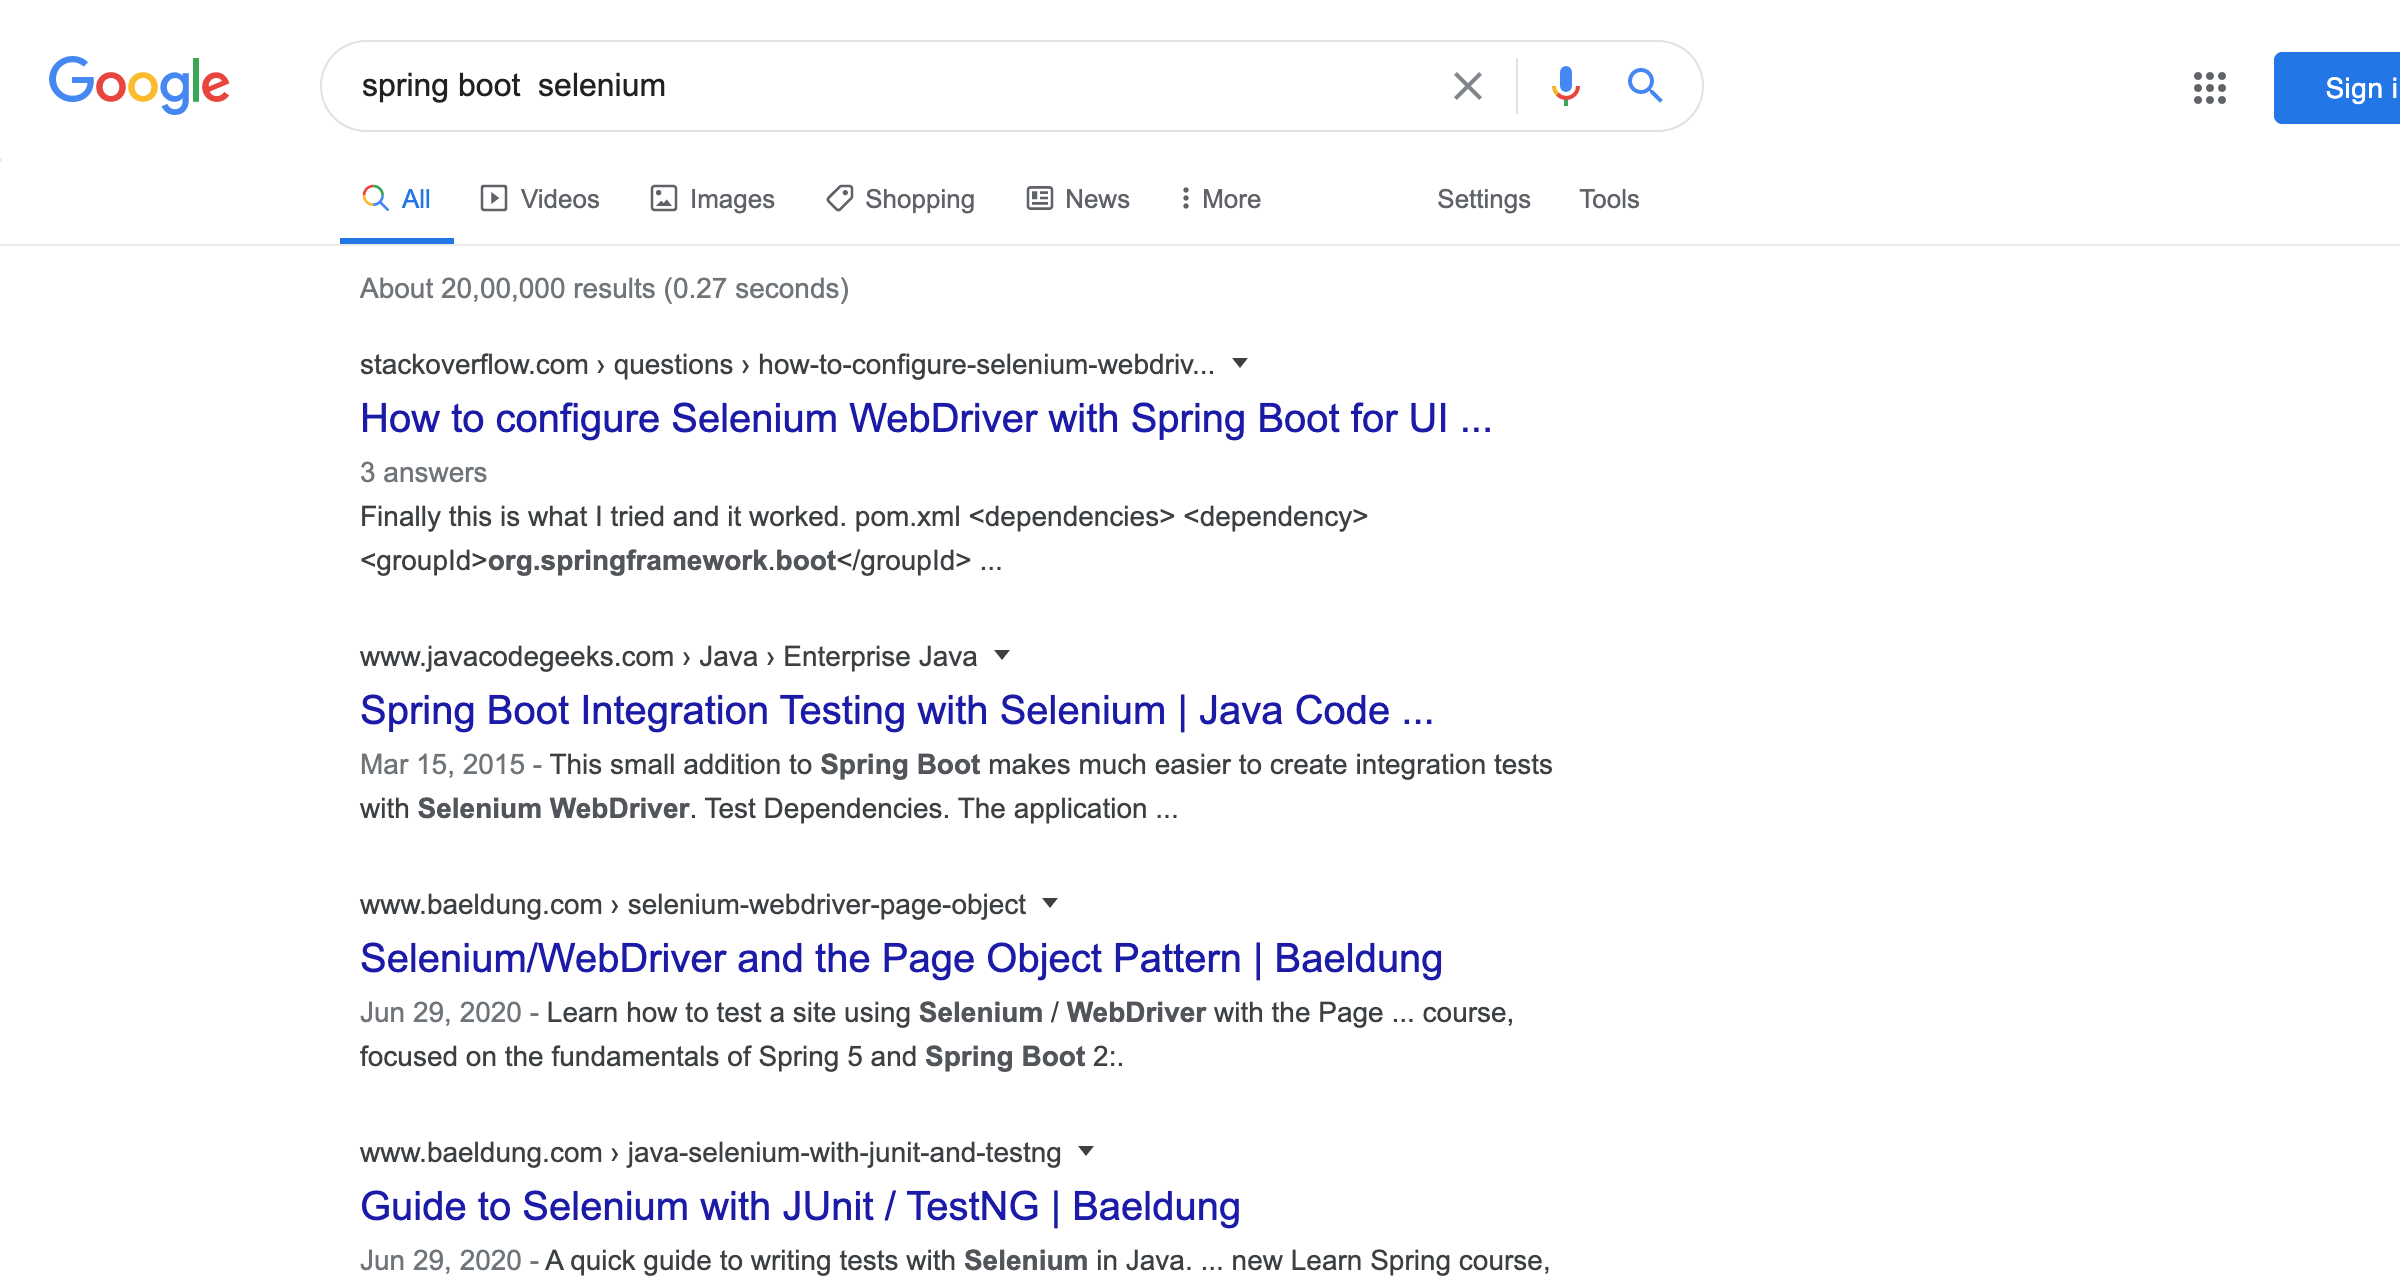 Google
spring boot  selenium
Sign i
All
Videos
Images
Shopping
News
More
Settings
Tools
About 20,00,000 results (0.27 seconds)
stackoverflow.com › questions › how-to-configure-selenium-webdriv...
How to configure Selenium WebDriver with Spring Boot for UI ...
3 answers
Finally this is what I tried and it worked. pom.xml <dependencies> <dependency>
<groupId>org.springframework.boot</groupId> ...
www.javacodegeeks.com › Java › Enterprise Java
Spring Boot Integration Testing with Selenium | Java Code ...
Mar 15, 2015 - This small addition to Spring Boot makes much easier to create integration tests
with Selenium WebDriver. Test Dependencies. The application ...
www.baeldung.com › selenium-webdriver-page-object
Selenium/WebDriver and the Page Object Pattern | Baeldung
Jun 29, 2020 - Learn how to test a site using Selenium / WebDriver with the Page ... course,
focused on the fundamentals of Spring 5 and Spring Boot 2:.
www.baeldung.com › java-selenium-with-junit-and-testng
Guide to Selenium with JUnit / TestNG | Baeldung
Jun 29, 2020 - A quick guide to writing tests with Selenium in Java. ... new Learn Spring course,